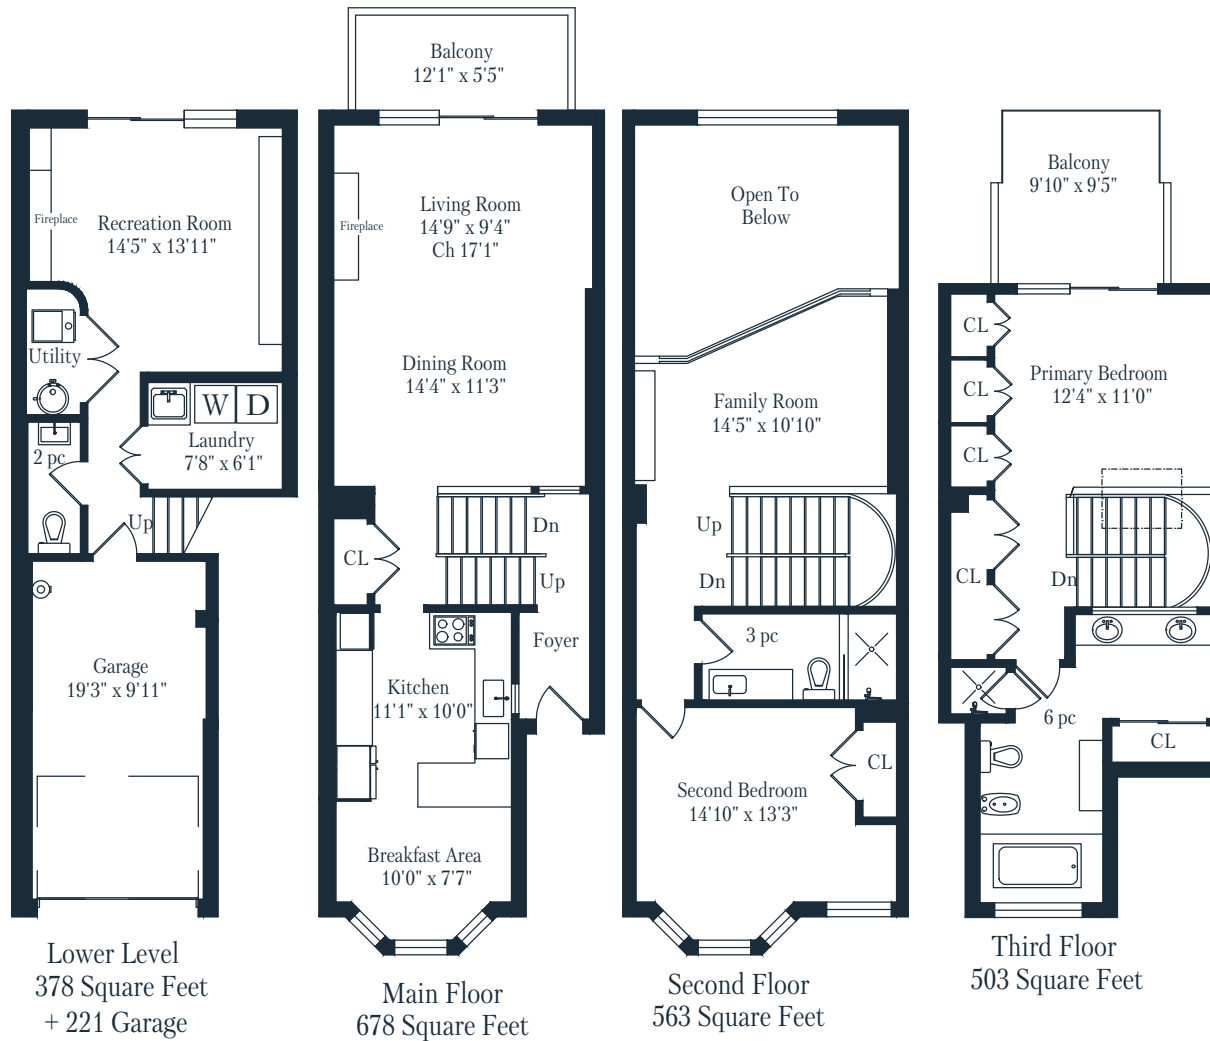 Fireplace
Recreation Room
14'5" x 13'11"
Utility
W D
Laundry
7'8" x 6'1"
2 pc
Up
Garage
19'3" x 9'11"
Lower Level
378 Square Feet
+ 221 Garage
Balcony
12'1" x 5'5"
Living Room
14'9" x 9'4"
Ch 17'1"
Fireplace
Dining Room
14'4" x 11'3"
Dn
CL
Up
Foyer
Kitchen
11'1" x 10'0"
Breakfast Area
10'0" x 7'7"
Main Floor
678 Square Feet
Open To
Below
Family Room
14'5" x 10'10"
Up
Dn
3 pc
CL
Second Bedroom
14'10" x 13'3"
Second Floor
563 Square Feet
Balcony
9'10" x 9'5"
CL
Primary Bedroom
12'4" x 11'0"
CL
CL
CL
Dn
6 pc
CL
Third Floor
503 Square Feet